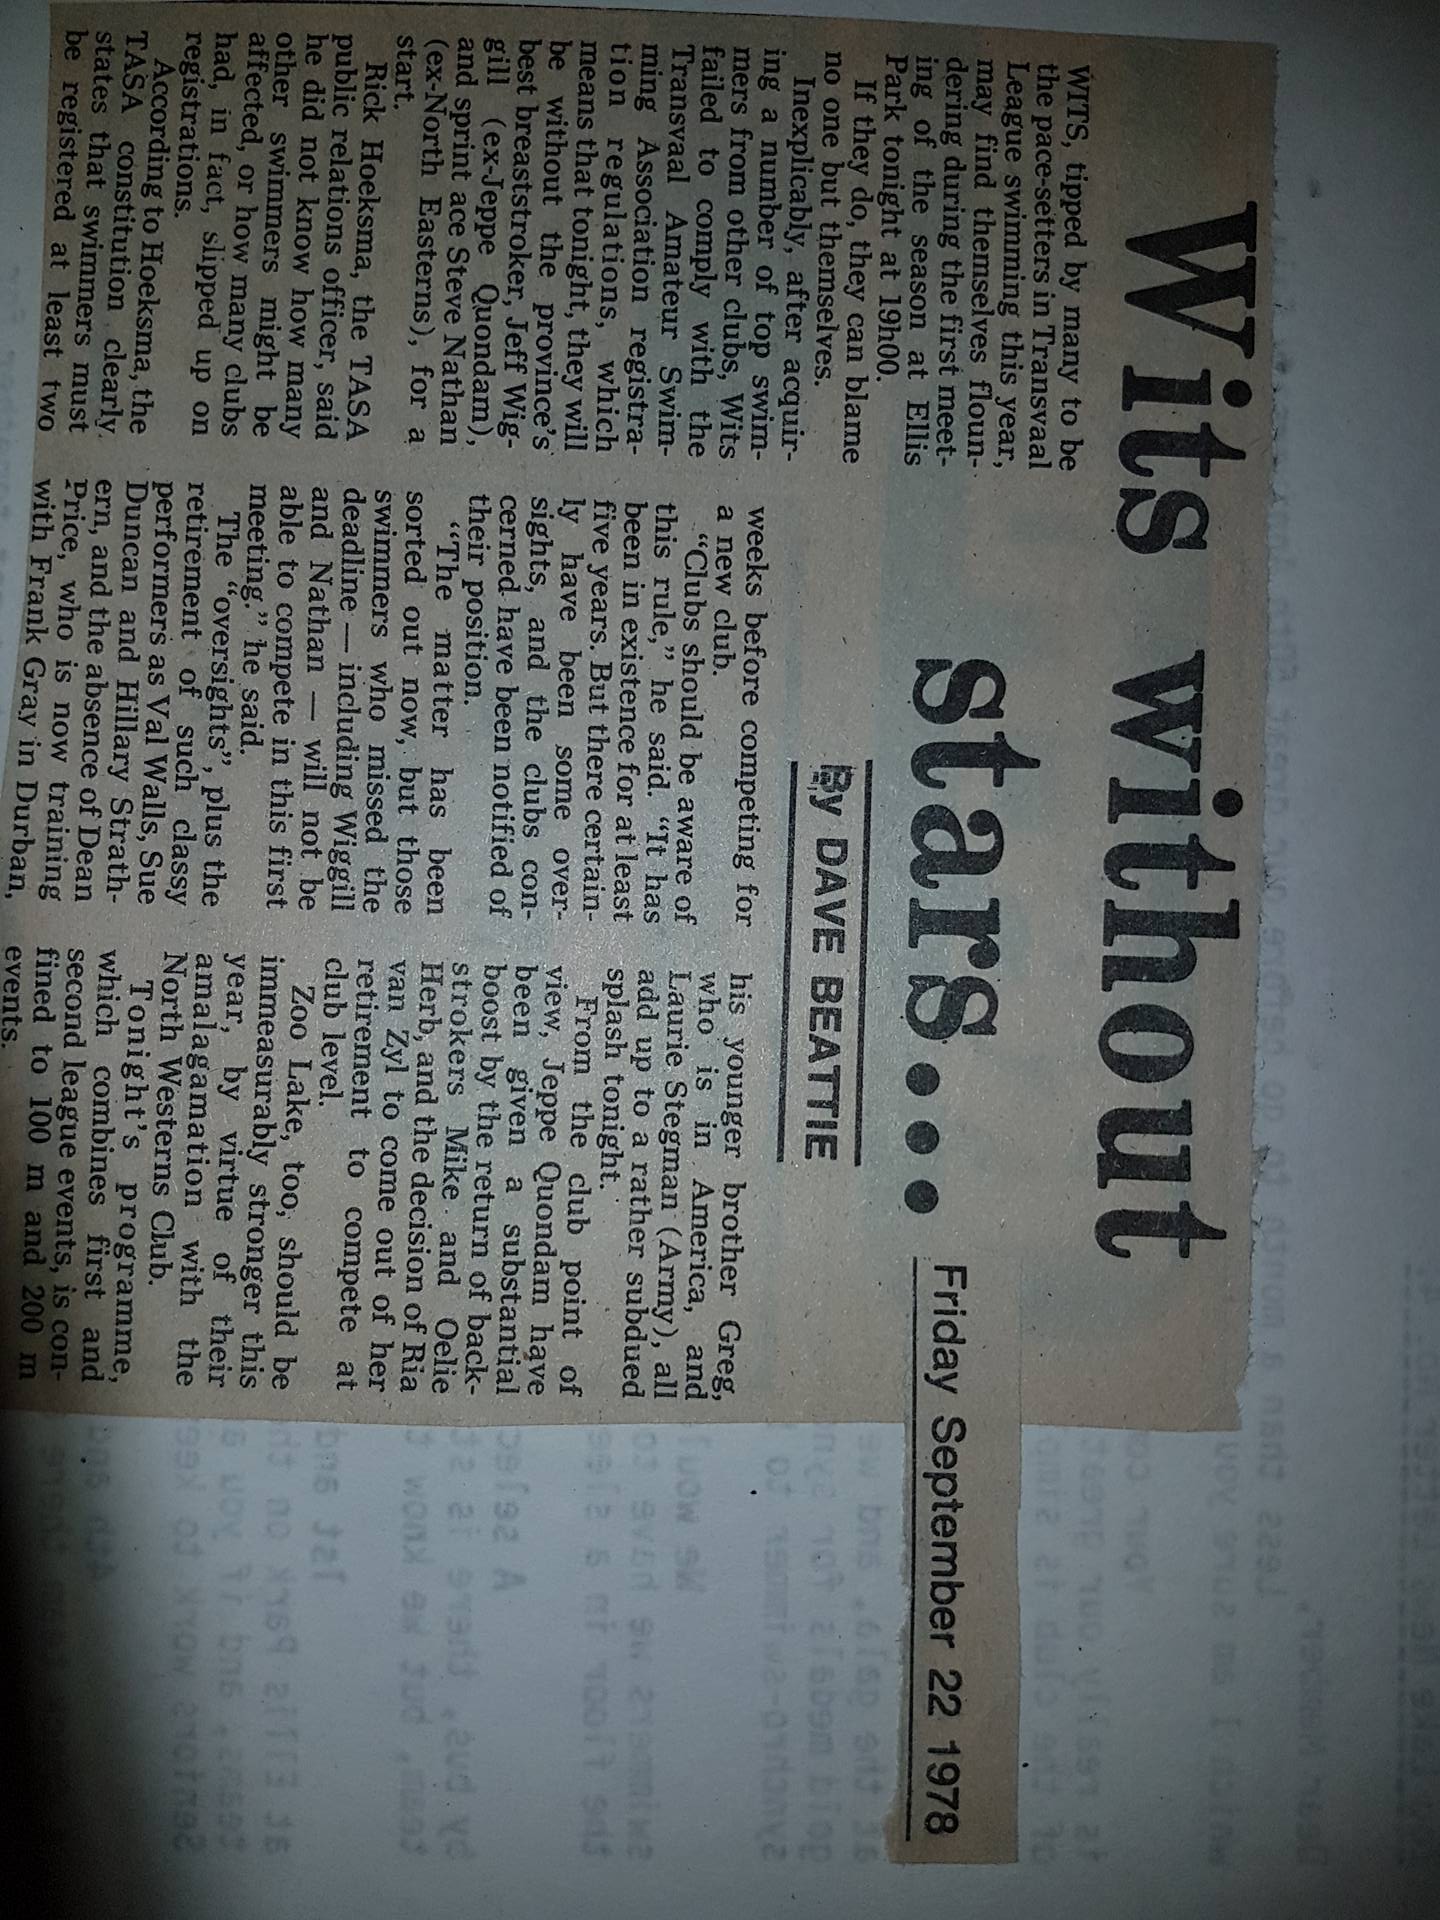 Wits without
stars...
Friday September 22 1978
By DAVE BEATTIE
WITS, tipped by many to be
the pace-setters in Transvaal
League swimming this year,
may find themselves floun-
dering during the first meet-
ing of the season at Ellis
Park tonight at 19h00.
If they do, they can blame
no one but themselves.
Inexplicably, after acquir-
ing a number of top swim-
mers from other clubs, Wits
failed to comply with the
Transvaal Amateur Swim-
ming Association registra-
tion regulations, which
means that tonight, they will
be without the province's
best breaststroker, Jeff Wig-
gill (ex-Jeppe Quondam),
and sprint ace Steve Nathan
(ex-North Easterns), for a
start.
Rick Hoeksma, the TASA
public relations officer, said
he did not know how many
other swimmers might be
affected, or how many clubs
had, in fact, slipped up on
registrations.
According to Hoeksma, the
TASA constitution clearly
states that swimmers must
be registered at least two
weeks before competing for
a new club.
"Clubs should be aware of
this rule," he said. "It has
been in existence for at least
five years. But there certain-
ly have been some over-
sights, and the clubs con-
cerned have been notified of
their position.
"The matter has been
sorted out now, but those
swimmers who missed the
deadline — including Wiggill
and Nathan — will not be
able to compete in this first
meeting." he said.
The "oversights", plus the
retirement of such classy
performers as Val Walls, Sue
Duncan and Hillary Strath-
ern, and the absence of Dean
Price, who is now training
with Frank Gray in Durban,
his younger brother Greg,
who is in America, and
Laurie Stegman (Army), all
add up to a rather subdued
splash tonight.
From the club point of
view, Jeppe Quondam have
been given a substantial
boost by the return of back-
strokers Mike and Oelie
Herb, and the decision of Ria
van Zyl to come out of her
retirement to compete at
club level.
Zoo Lake, too, should be
immeasurably stronger this
year, by virtue of their
amalagamation with the
North Westerns Club.
Tonight's programme,
which combines first and
second league events, is con-
fined to 100 m and 200 m
events.